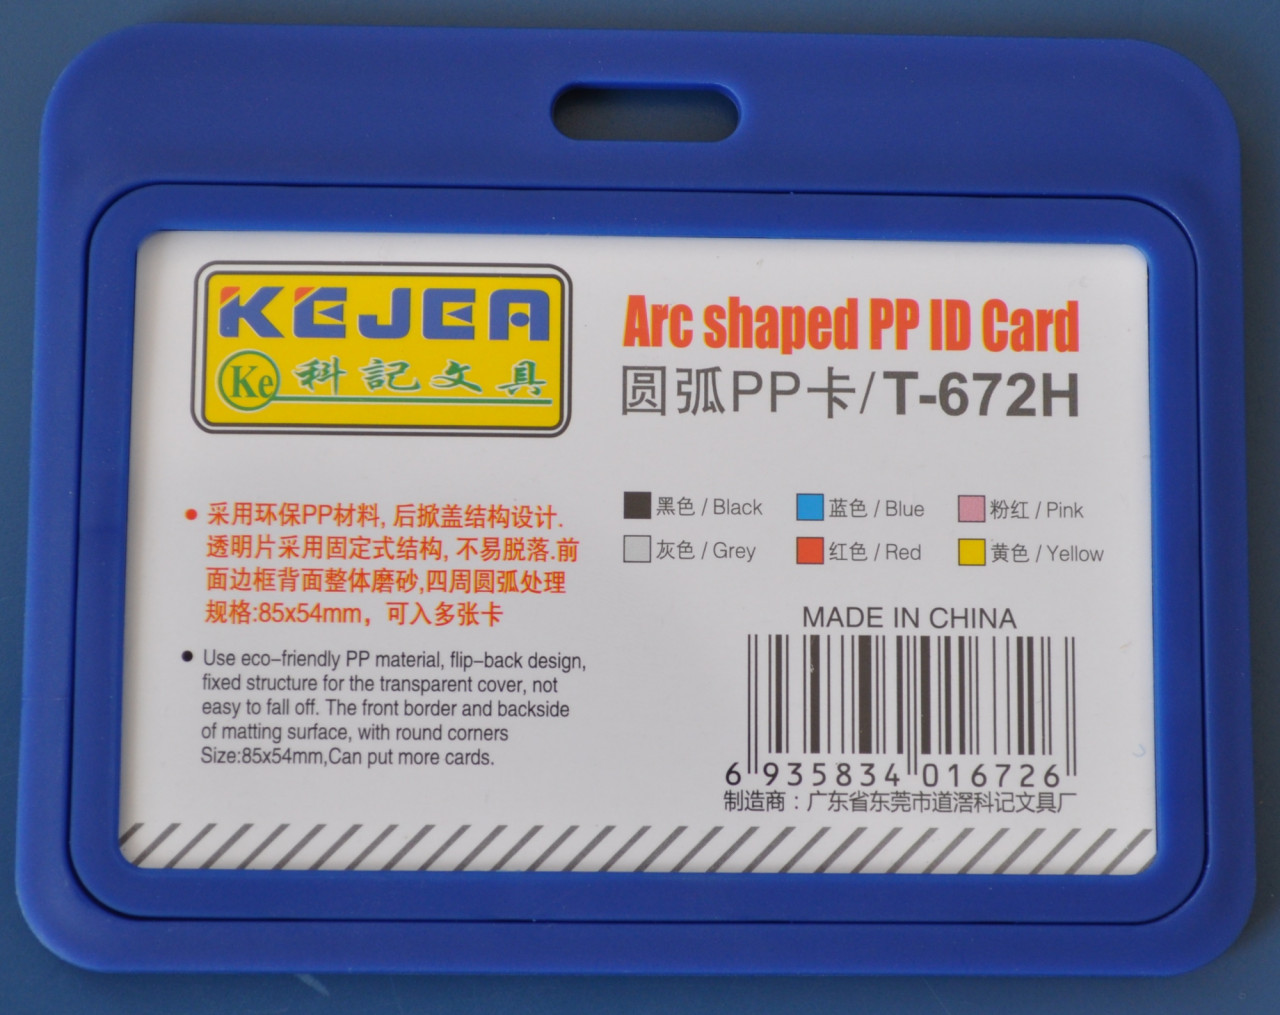 KEJEA
Ke 科記文具
Arc shaped PP ID Card
圆弧PP卡/T-672H
黑色 / Black 蓝色 / Blue 粉红 / Pink
灰色 / Grey 红色 / Red 黄色 / Yellow
• 采用环保PP材料, 后掀盖结构设计.
透明片采用固定式结构, 不易脱落.前
面边框背面整体磨砂,四周圆弧处理
规格:85x54mm，可入多张卡
• Use eco-friendly PP material, flip-back design,
fixed structure for the transparent cover, not
easy to fall off. The front border and backside
of matting surface, with round corners
Size:85x54mm,Can put more cards.
MADE IN CHINA
6 935834 016726
制造商：广东省东莞市道滘科记文具厂